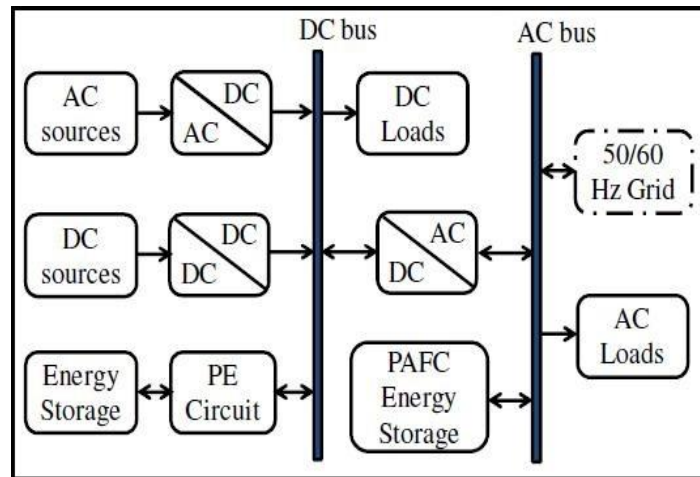 DC bus
AC bus
AC
sources
DC
AC
DC
Loads
50/60
Hz Grid
DC
sources
DC
DC
AC
DC
AC
Loads
Energy
Storage
PE
Circuit
PAFC
Energy
Storage